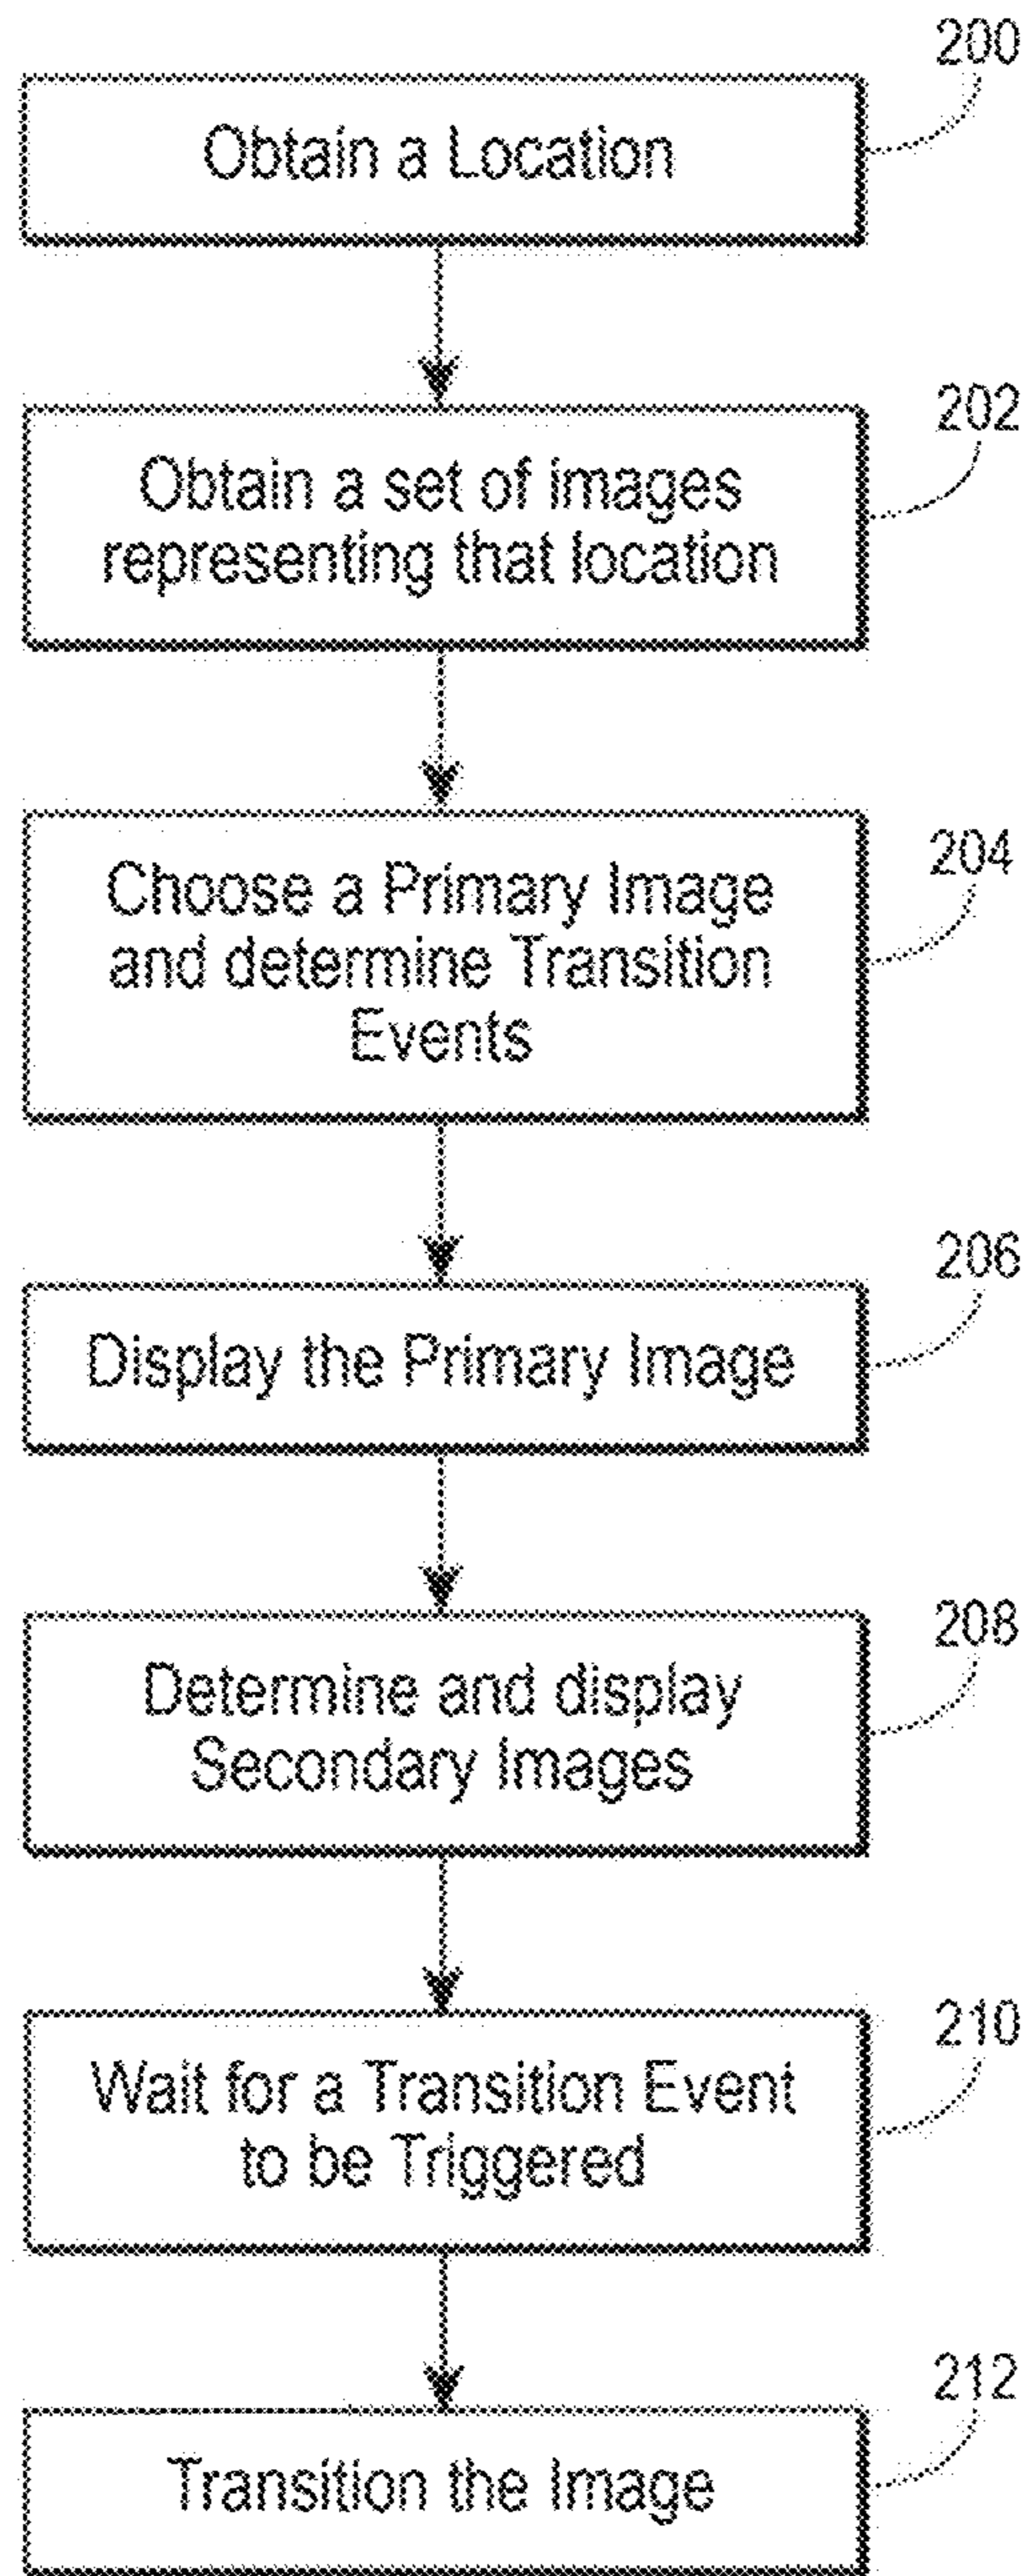 200
Obtain a Location
202
Obtain a set of images
representing that location
204
Choose a Primary Image
and determine Transition
Events
206
Display the Primary Image
208
Determine and display
Secondary Images
210
Wait for a Transition Event
to be Triggered
212
Transition the Image